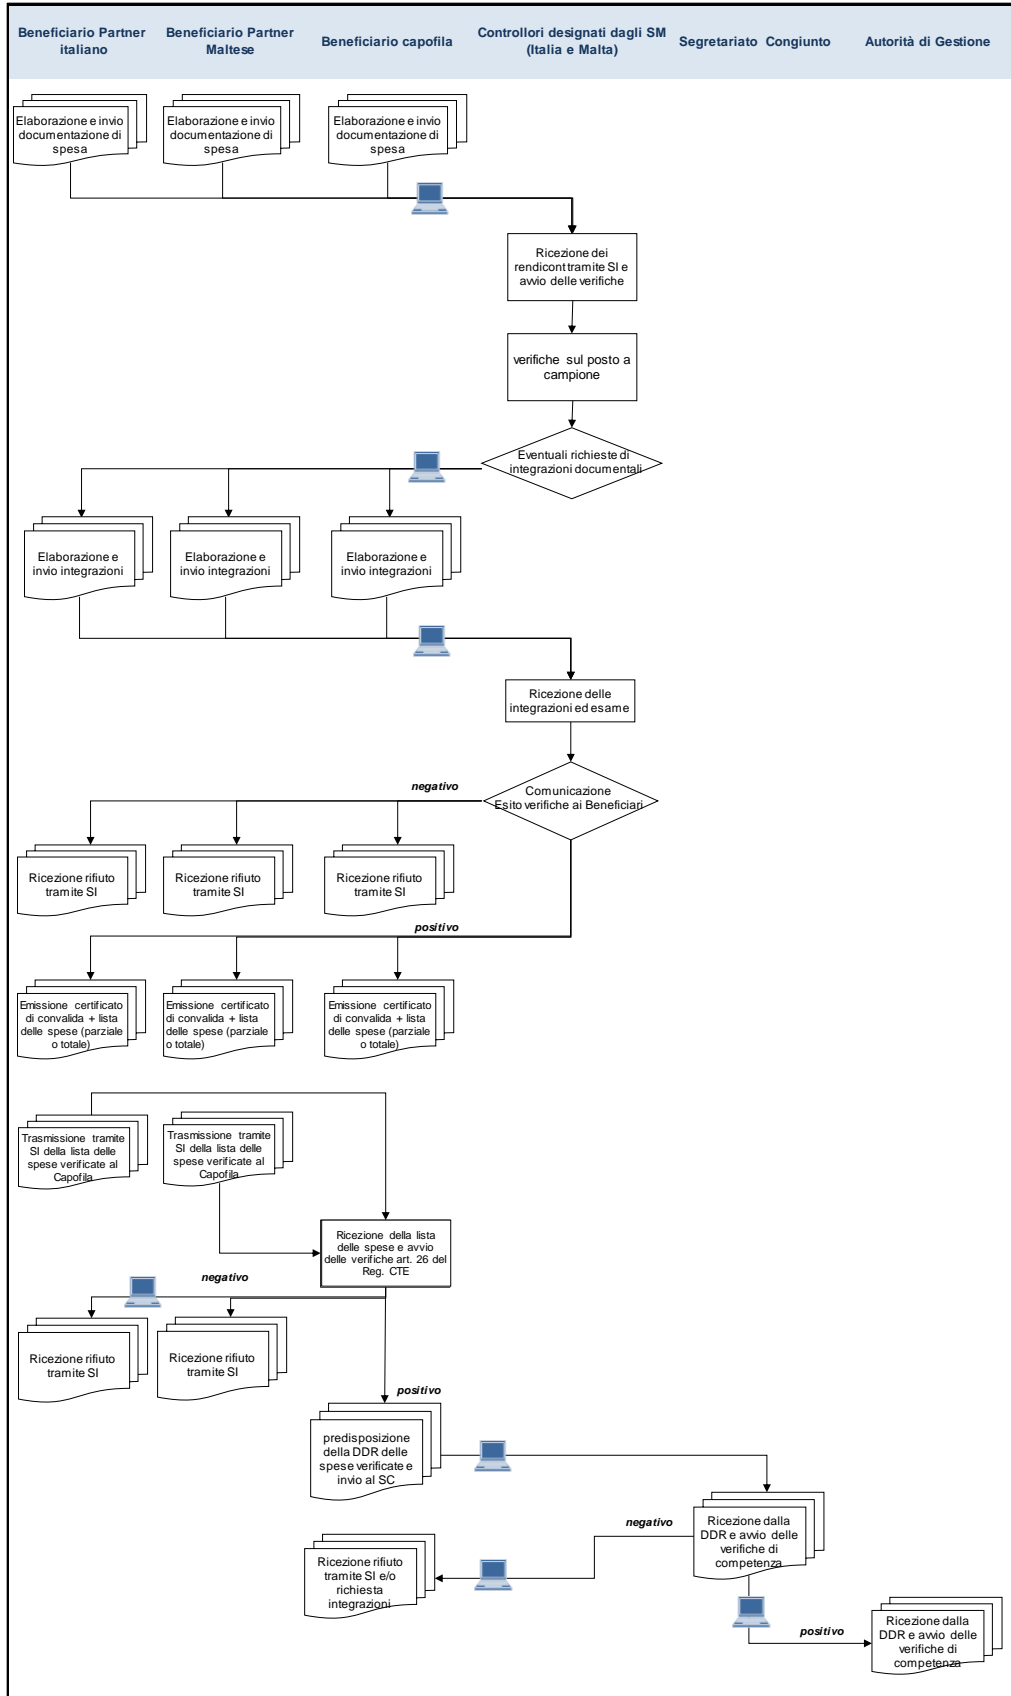 Beneficiario Partner
italiano
Beneficiario Partner
Maltese
Beneficiario capofila
Controllori designati dagli SM
(Italia e Malta)
Segretariato Congiunto
Autorità di Gestione
Elaborazione e invio
documentazione di
spesa
Elaborazione e invio
documentazione di
spesa
Elaborazione e invio
documentazione di
spesa
Ricezione dei
rendicont tramite SI e
avvio delle verifiche
verifiche sul posto a
campione
Eventuali richieste di
integrazioni documentali
Elaborazione e
invio integrazioni
Elaborazione e
invio integrazioni
Elaborazione e
invio integrazioni
Ricezione delle
integrazioni ed esame
negativo
Comunicazione
Esito verifiche ai Beneficiari
Ricezione rifiuto
tramite SI
Ricezione rifiuto
tramite SI
Ricezione rifiuto
tramite SI
positivo
Emissione certificato
di convalida + lista
delle spese (parziale
o totale)
Emissione certificato
di convalida + lista
delle spese (parziale
o totale)
Emissione certificato
di convalida + lista
delle spese (parziale
o totale)
Trasmissione tramite
SI della lista delle
spese verificate al
Capofila
Trasmissione tramite
SI della lista delle
spese verificate al
Capofila
Ricezione della lista
delle spese e avvio
delle verifiche art. 26 del
Reg. CTE
negativo
Ricezione rifiuto
tramite SI
Ricezione rifiuto
tramite SI
positivo
predisposizione
della DDR delle
spese verificate e
invio al SC
negativo
Ricezione dalla
DDR e avvio delle
verifiche di
competenza
Ricezione rifiuto
tramite SI e/o
richiesta
integrazioni
positivo
Ricezione dalla
DDR e avvio delle
verifiche di
competenza